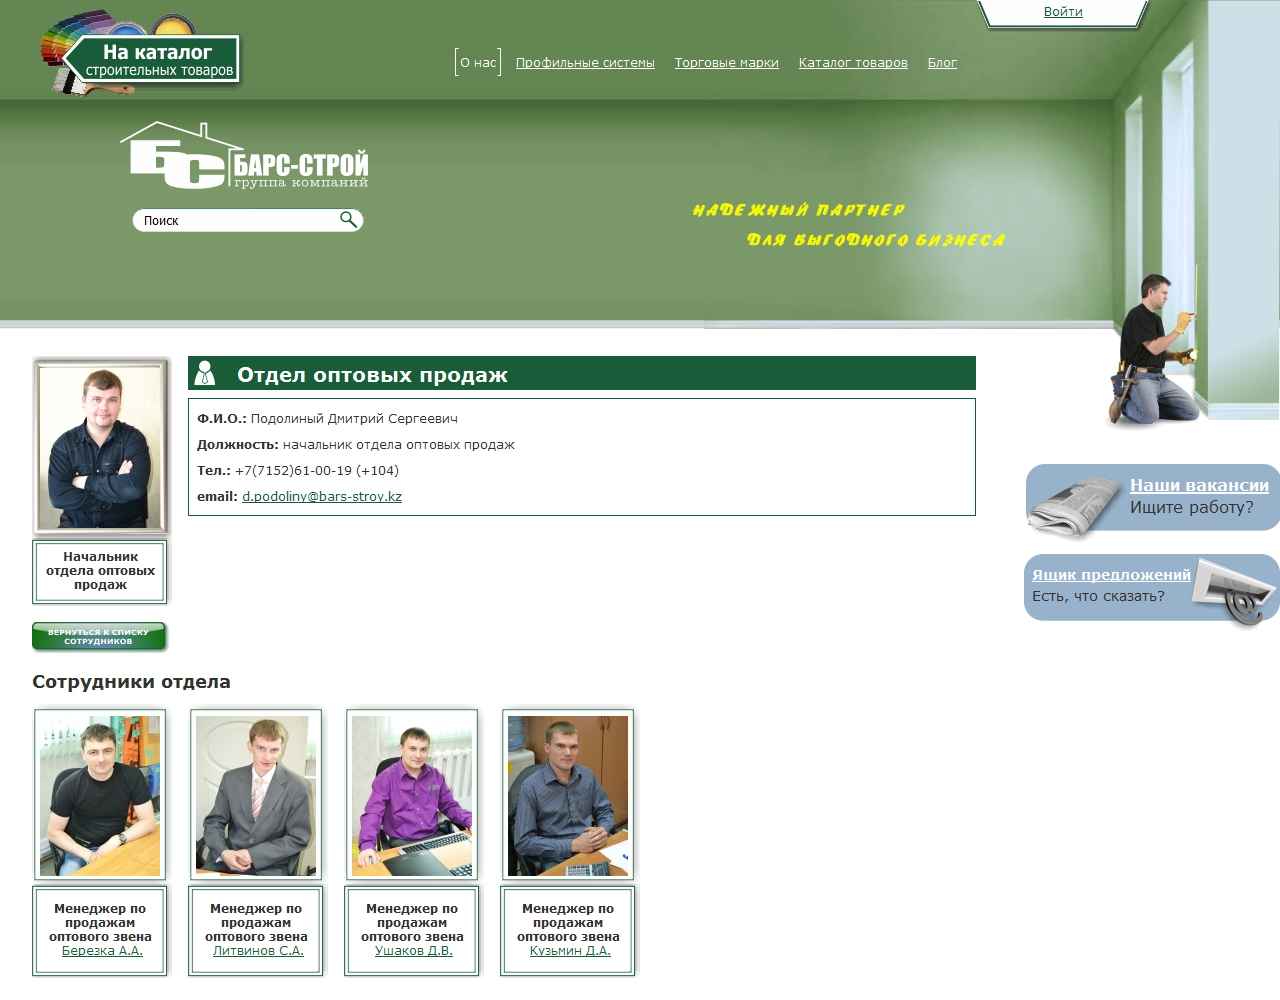 Войти
На каталог
строительных товаров
О нас Профильные системы Торговые марки Каталог товаров Блог
БС БАРС-СТРОЙ
группа компаний
Поиск
НАДЕЖНЫЙ ПАРТНЕР
ДЛЯ ВЫГОДНОГО БИЗНЕСА
Отдел оптовых продаж
Ф.И.О.: Подолиный Дмитрий Сергеевич
Должность: начальник отдела оптовых продаж
Тел.: +7(7152)61-00-19 (+104)
email: d.podoliny@bars-stroy.kz
Начальник
отдела оптовых
продаж
ВЕРНУТЬСЯ К СПИСКУ
СОТРУДНИКОВ
Наши вакансии
Ищите работу?
Ящик предложений
Есть, что сказать?
Сотрудники отдела
Менеджер по
продажам
оптового звена
Березка А.А.
Менеджер по
продажам
оптового звена
Литвинов С.А.
Менеджер по
продажам
оптового звена
Ушаков Д.В.
Менеджер по
продажам
оптового звена
Кузьмин Д.А.